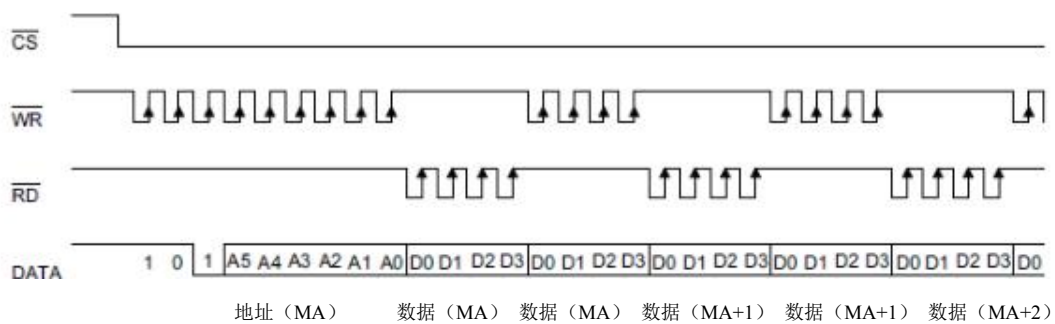 CS
WR
RD
DATA 1 0 1 A5 A4 A3 A2 A1 A0 D0 D1 D2 D3 D0 D1 D2 D3 D0 D1 D2 D3 D0 D1 D2 D3 D0 D1 D2 D3 D0
地址（MA） 数据（MA） 数据（MA） 数据（MA+1） 数据（MA+1） 数据（MA+2）